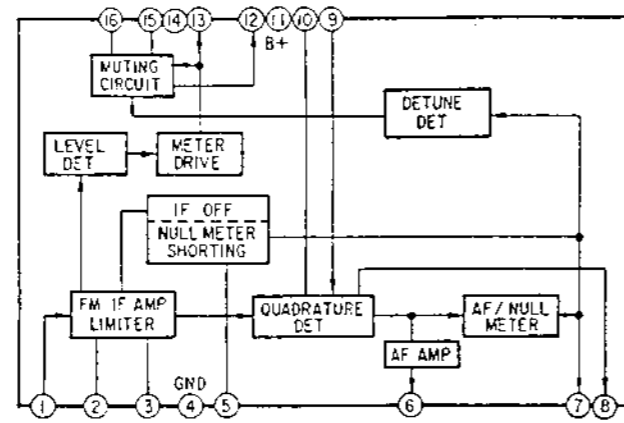 16 15 14 13 12 11 10 9
B+
MUTING
CIRCUIT
DETUNE
DET
LEVEL
DET
METER
DRIVE
IF OFF
NULL METER
SHORTING
FM IF AMP
LIMITER
QUADRATURE
DET
AF/NULL
METER
AF AMP
GND
1 2 3 4 5 6 7 8